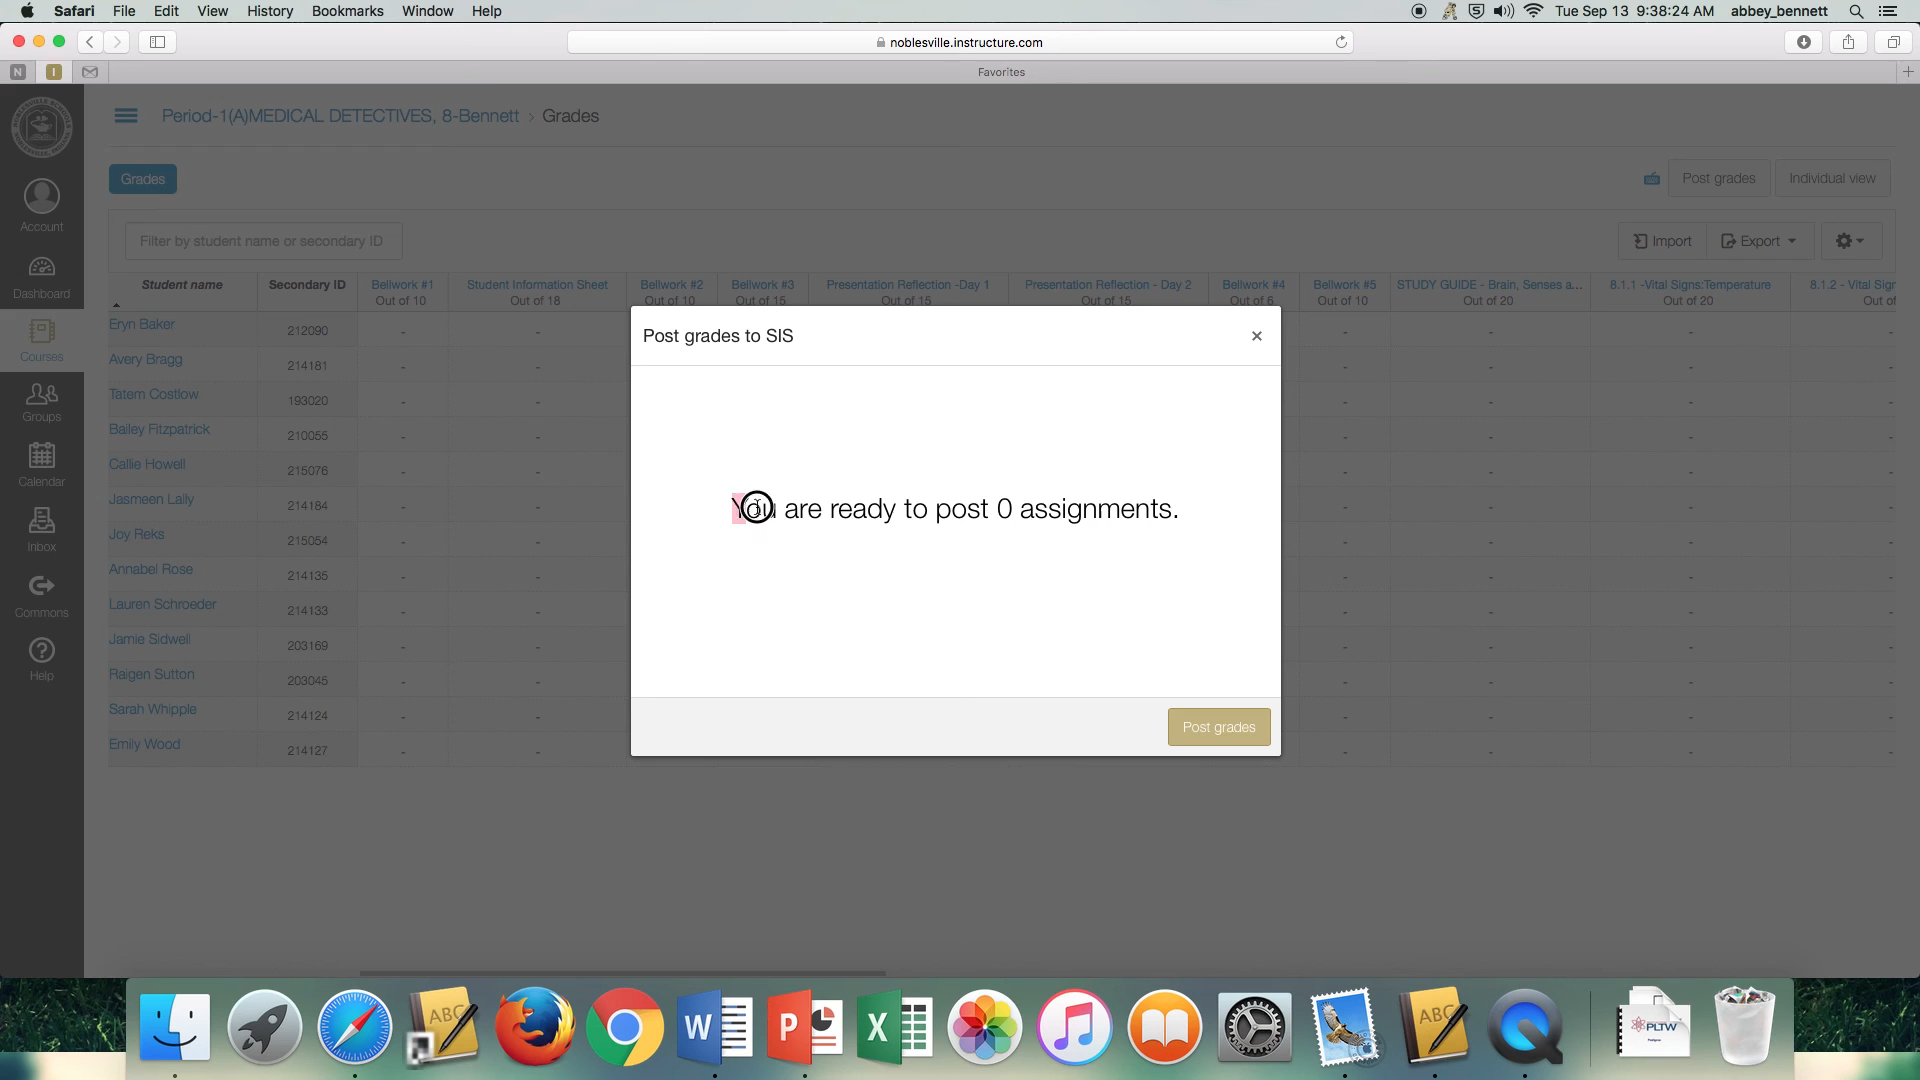 Safari File Edit View History Bookmarks Window Help Tue Sep 13 9:38:24 AM abbey_bennett
noblesville.instructure.com
N I Favorites
Period-1(A)MEDICAL DETECTIVES, 8-Bennett > Grades
Grades Post grades Individual view
Account
Dashboard
Courses
Groups
Calendar
Inbox
Commons
Help
Filter by student name or secondary ID Import Export
Student name Secondary ID Bellwork #1 Student Information Sheet Bellwork #2 Bellwork #3 Presentation Reflection -Day 1 Presentation Reflection - Day 2 Bellwork #4 Bellwork #5 STUDY GUIDE - Brain, Senses a... 8.1.1 -Vital Signs:Temperature 8.1.2 - Vital Sigr
Out of 10 Out of 18 Out of 10 Out of 15 Out of 15 Out of 15 Out of 6 Out of 10 Out of 20 Out of 20 Out of
Eryn Baker 212090 - - - - - -
Avery Bragg 214181 - - - - - -
Tatem Costlow 193020 - - - - - -
Bailey Fitzpatrick 210055 - - - - - -
Callie Howell 215076 - - - - - -
Jasmeen Lally 214184 - - - - - -
Joy Reks 215054 - - - - - -
Annabel Rose 214135 - - - - - -
Lauren Schroeder 214133 - - - - - -
Jamie Sidwell 203169 - - - - - -
Raigen Sutton 203045 - - - - - -
Sarah Whipple 214124 - - - - - -
Emily Wood 214127 - - - - - -
Post grades to SIS ×
You are ready to post 0 assignments.
Post grades
ABC W P X ABC PLTW